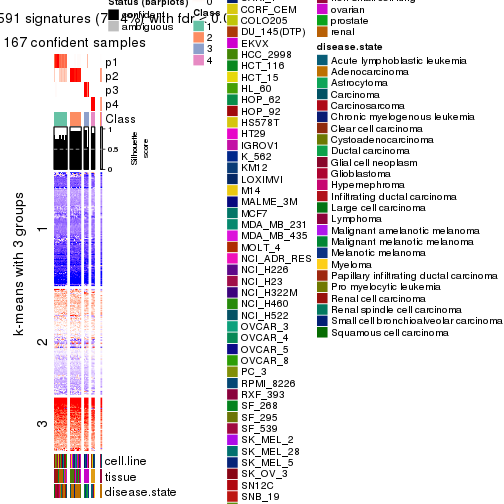 Status (barplots)
confident
ambiguous
591 signatures
with fdr < 0.0
167 confident samples
Class
1
2
3
4
p1
p2
p3
p4
Class
1
0.5
0
Silhouette
score
k-means with 3 groups
1
2
3
cell.line
tissue
disease.state
CCRF_CEM
COLO205
DU_145(DTP)
EKVX
HCC_2998
HCT_116
HCT_15
HL_60
HOP_62
HOP_92
HS578T
HT29
IGROV1
K_562
KM12
LOXIMVI
M14
MALME_3M
MCF7
MDA_MB_231
MDA_MB_435
MOLT_4
NCI_ADR_RES
NCI_H226
NCI_H23
NCI_H322M
NCI_H460
NCI_H522
OVCAR_3
OVCAR_4
OVCAR_5
OVCAR_8
PC_3
RPMI_8226
RXF_393
SF_268
SF_295
SF_539
SK_MEL_2
SK_MEL_28
SK_MEL_5
SK_OV_3
SN12C
SNB_19
ovarian
prostate
renal
disease.state
Acute lymphoblastic leukemia
Adenocarcinoma
Astrocytoma
Carcinoma
Carcinosarcoma
Chronic myelogenous leukemia
Clear cell carcinoma
Cystoadenocarcinoma
Ductal carcinoma
Glial cell neoplasm
Glioblastoma
Hypernephroma
Infiltrating ductal carcinoma
Large cell carcinoma
Lymphoma
Malignant amelanotic melanoma
Malignant melanotic melanoma
Melanotic melanoma
Myeloma
Papillary infiltrating ductal carcinoma
Pro myelocytic leukemia
Renal cell carcinoma
Renal spindle cell carcinoma
Small cell bronchioalveolar carcinoma
Squamous cell carcinoma